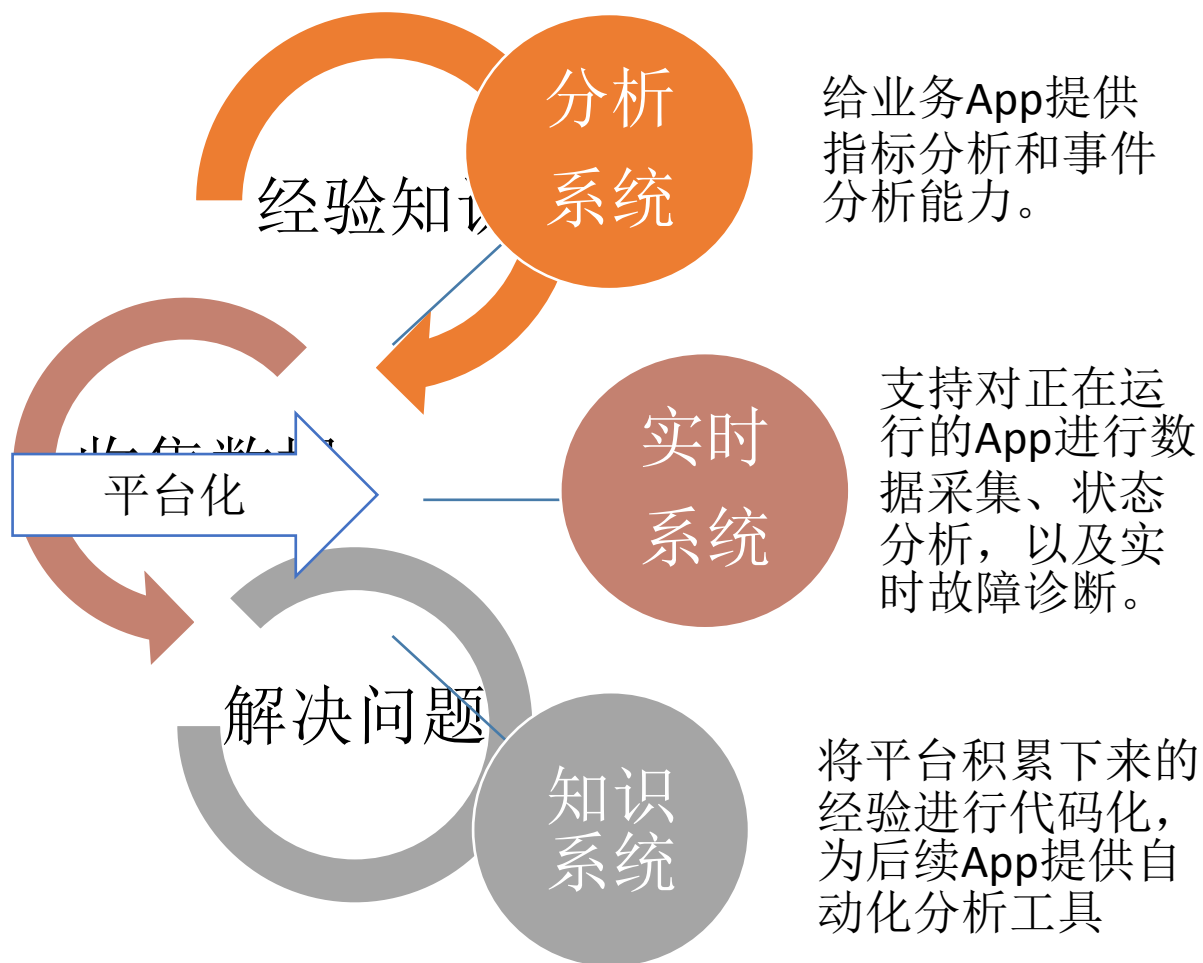 分析
系统
经验知识
给业务App提供
指标分析和事件
分析能力。
平台化
实时
系统
支持对正在运
行的App进行数
据采集、状态
分析，以及实
时故障诊断。
解决问题
知识
系统
将平台积累下来的
经验进行代码化，
为后续App提供自
动化分析工具